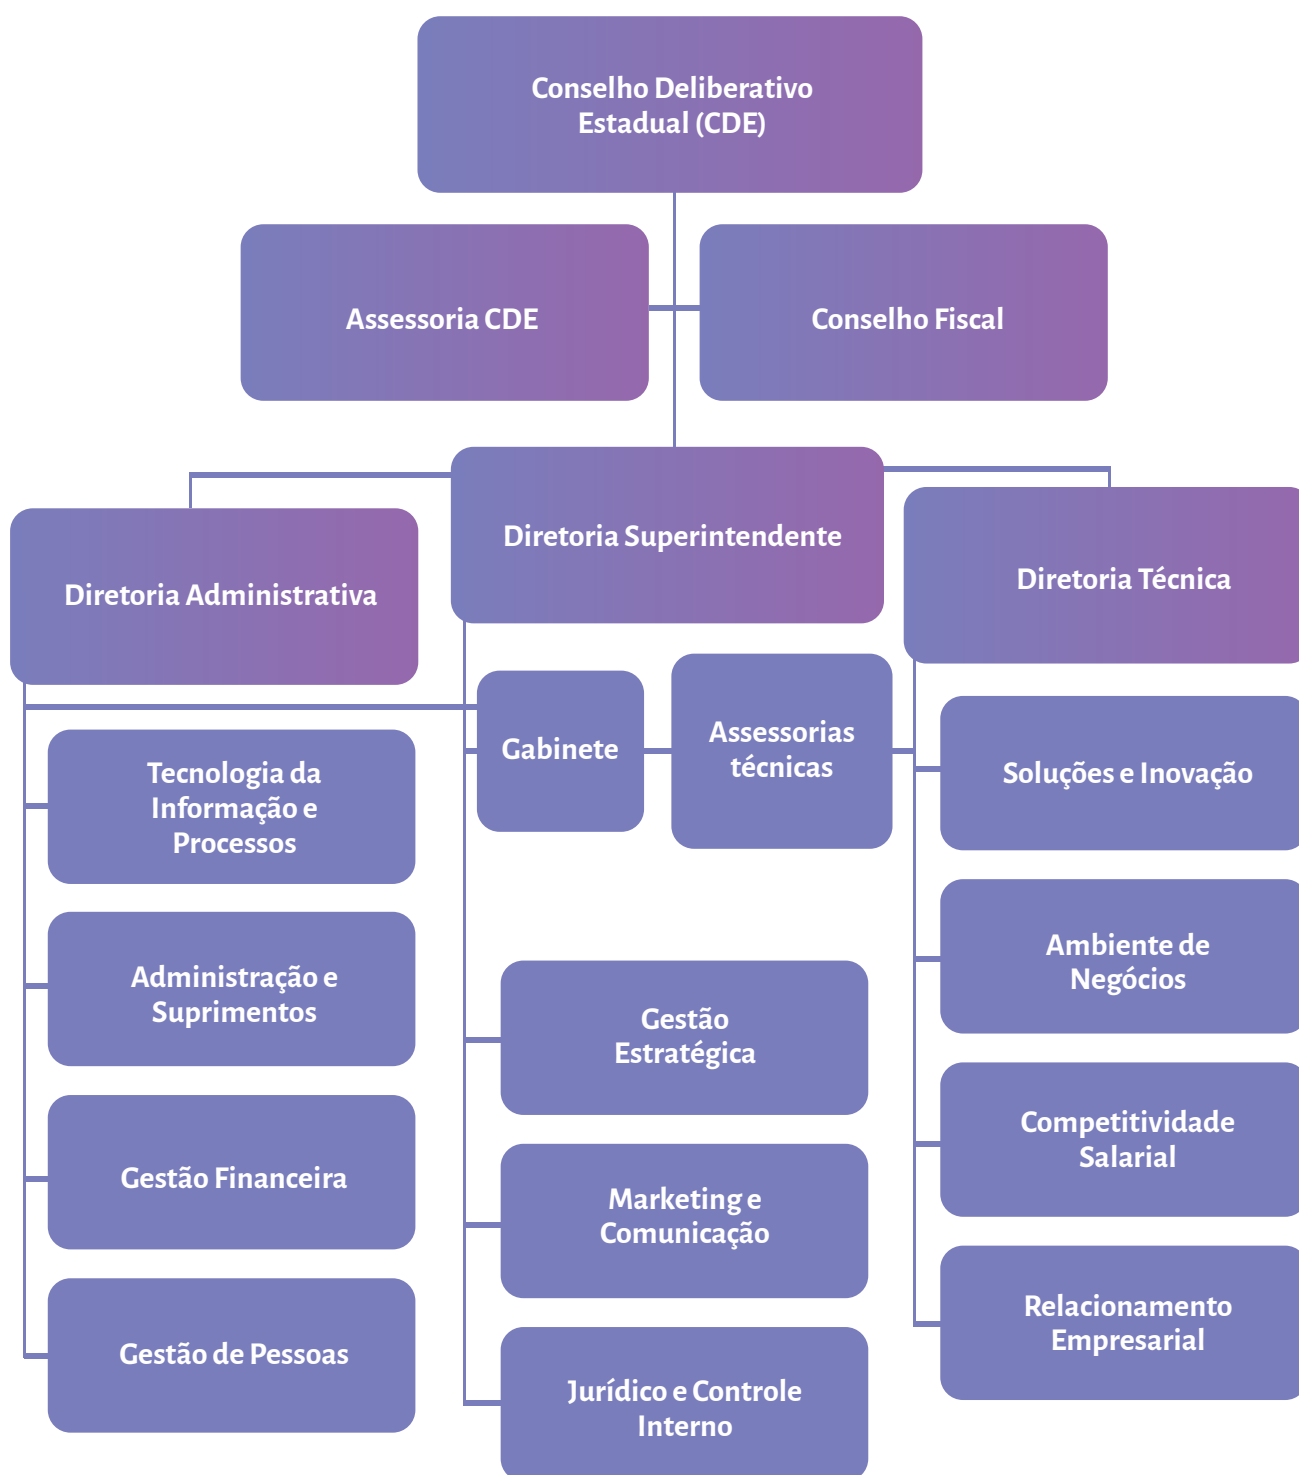 Conselho Deliberativo
Estadual (CDE)
Assessoria CDE
Conselho Fiscal
Diretoria Superintendente
Diretoria Administrativa
Diretoria Técnica
Gabinete
Assessorias
técnicas
Tecnologia da
Informação e
Processos
Administração e
Suprimentos
Gestão Financeira
Gestão de Pessoas
Gestão
Estratégica
Marketing e
Comunicação
Jurídico e Controle
Interno
Soluções e Inovação
Ambiente de
Negócios
Competitividade
Salarial
Relacionamento
Empresarial